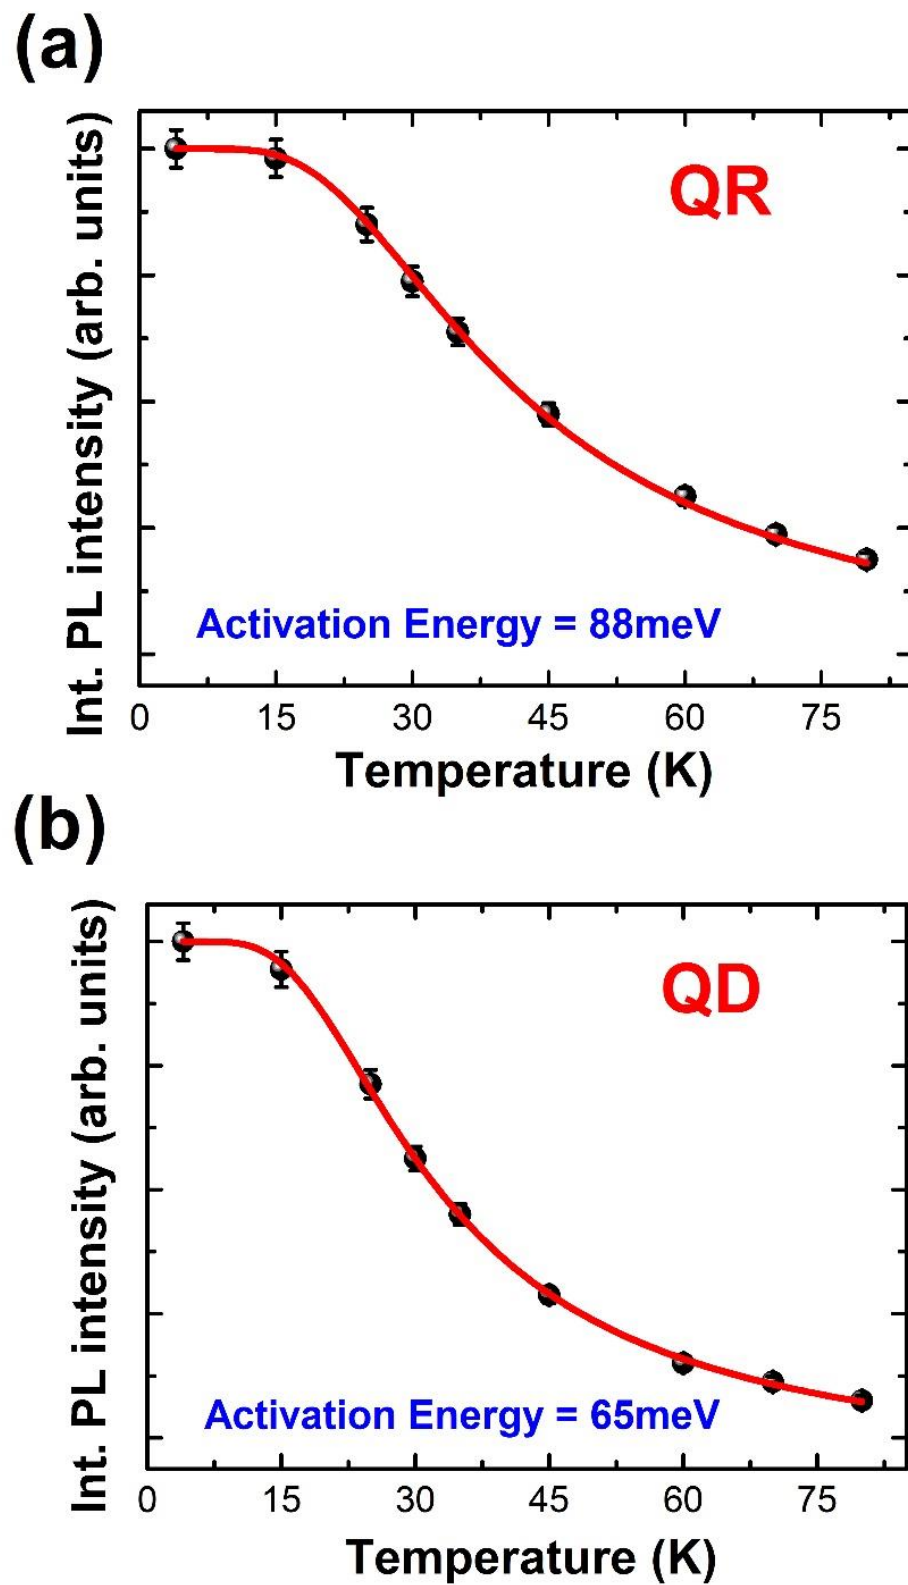 (a)
Int. PL intensity (arb. units)
QR
Activation Energy = 88meV
0 15 30 45 60 75
Temperature (K)
(b)
Int. PL intensity (arb. units)
QD
Activation Energy = 65meV
0 15 30 45 60 75
Temperature (K)